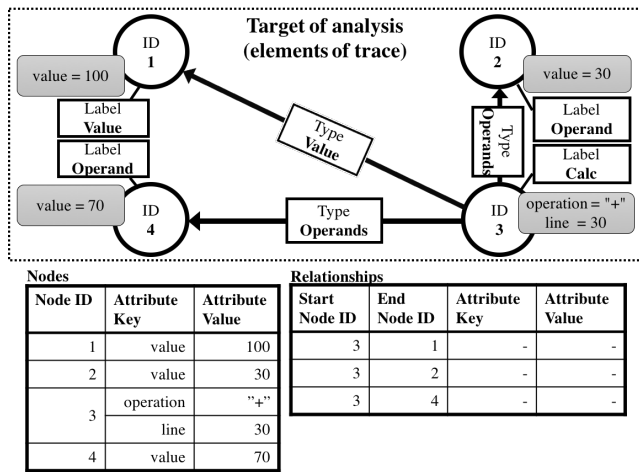 Target of analysis
(elements of trace)
ID
1
ID
2
value = 100
value = 30
Label
Value
Label
Operand
Type
Value
Type
Operands
Label
Operand
Label
Calc
value = 70
ID
4
Type
Operands
ID
3
operation = "+"
line = 30
Nodes
Node ID Attribute Key Attribute Value
1 value 100
2 value 30
3 operation ”+”
line 30
4 value 70
Relationships
Start Node ID End Node ID Attribute Key Attribute Value
3 1 - -
3 2 - -
3 4 - -